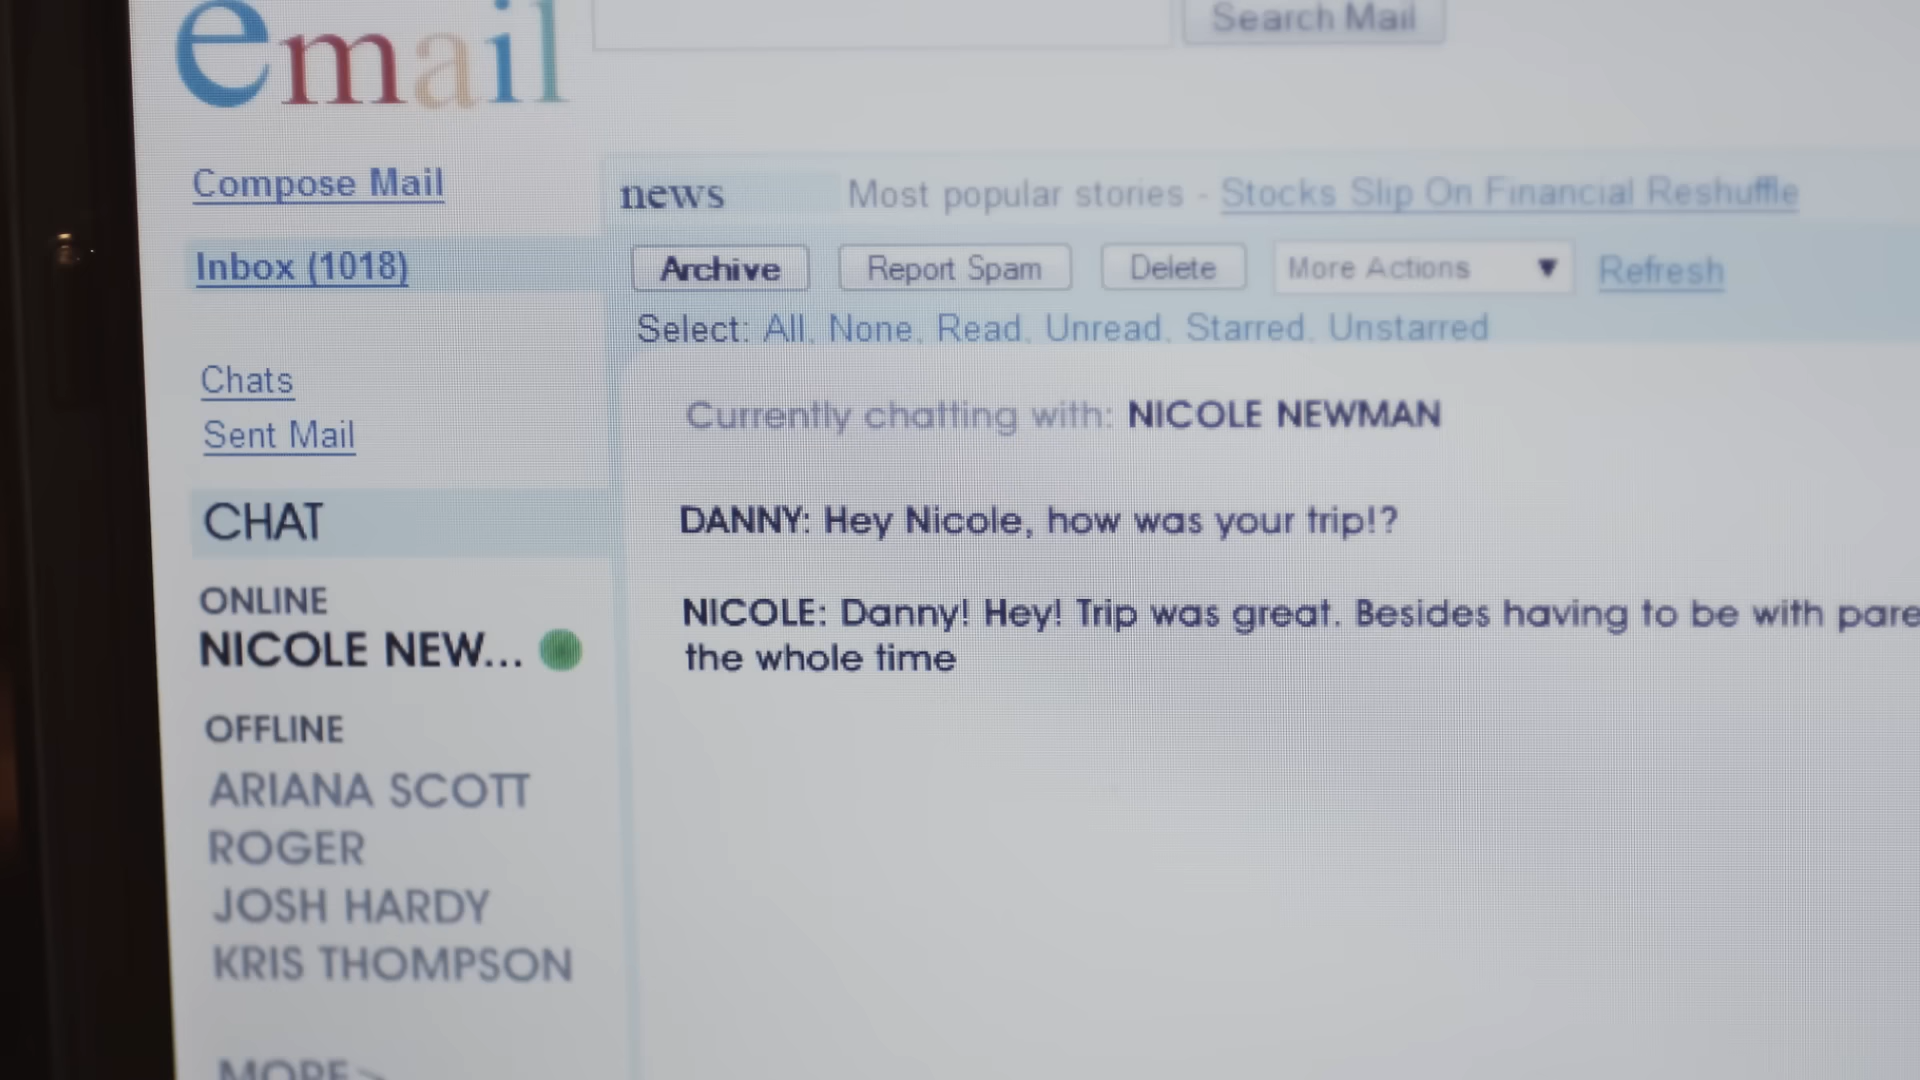 email
Search Mail
Compose Mail
news Most popular stories - Stocks Slip On Financial Reshuffle
Inbox (1018)
Archive Report Spam Delete More Actions ▼ Refresh
Select: All, None, Read, Unread, Starred, Unstarred
Chats
Sent Mail
Currently chatting with: NICOLE NEWMAN
CHAT
DANNY: Hey Nicole, how was your trip!?
ONLINE
NICOLE NEW...
NICOLE: Danny! Hey! Trip was great. Besides having to be with pare
the whole time
OFFLINE
ARIANA SCOTT
ROGER
JOSH HARDY
KRIS THOMPSON
MORE >